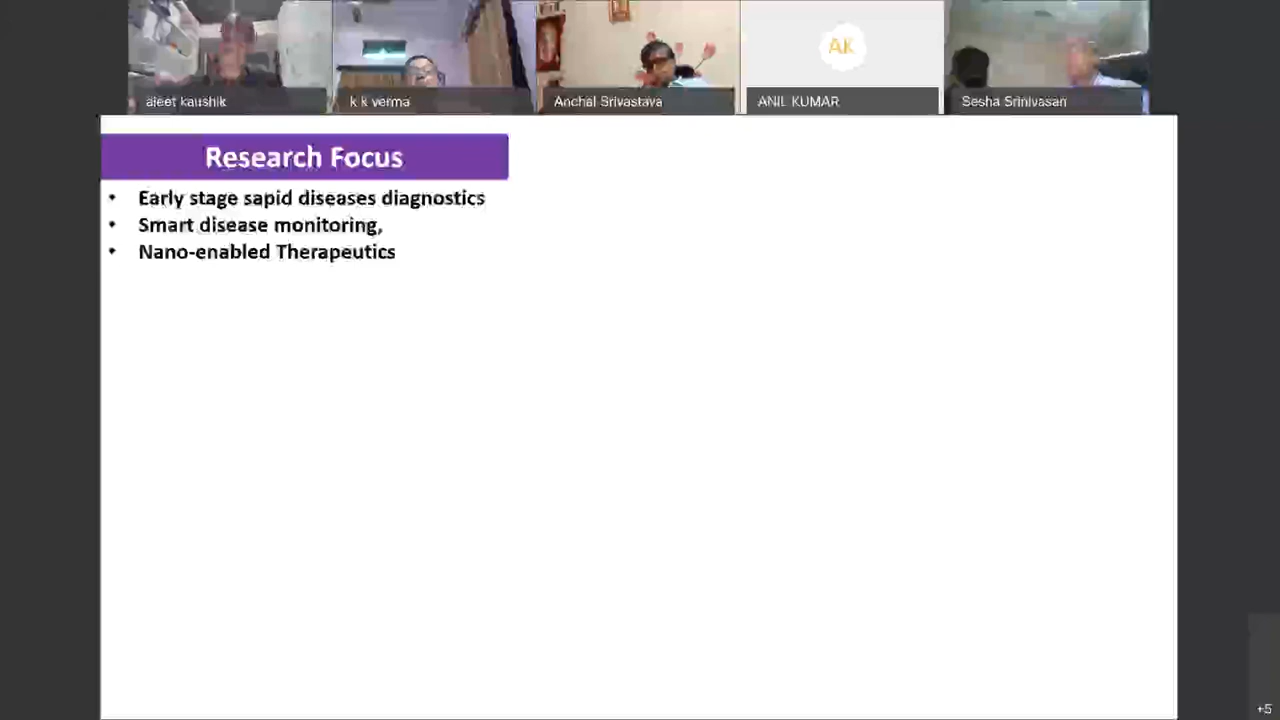 ajeet kaushik
k k verma
Anchal Srivastava
AK
ANIL KUMAR
Sesha Srinivasan
Research Focus
• Early stage sapid diseases diagnostics
• Smart disease monitoring,
• Nano-enabled Therapeutics
+5